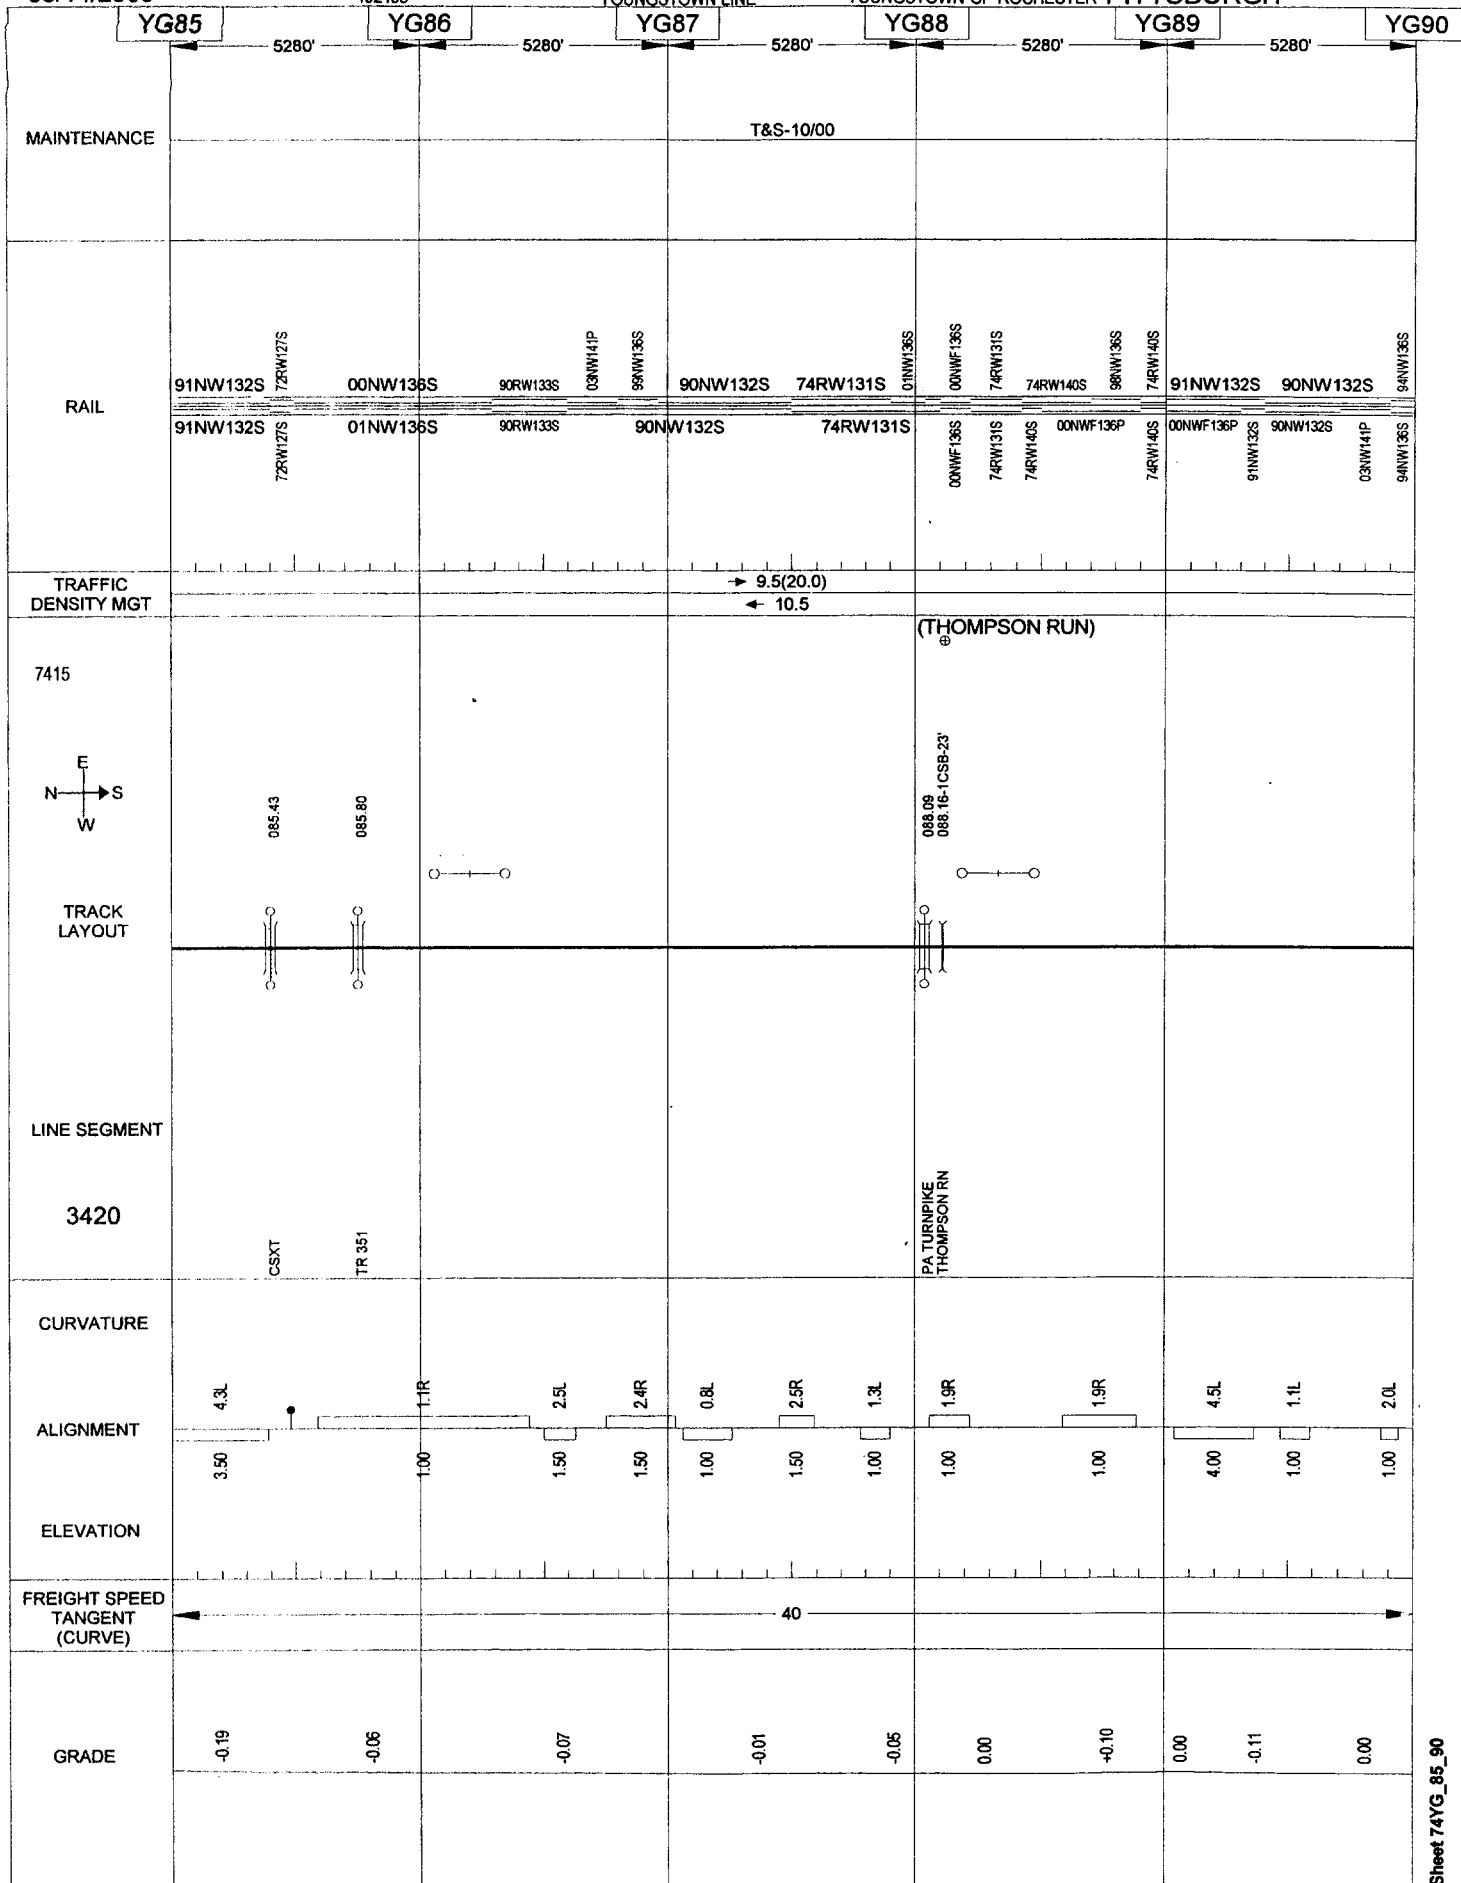 YOUNGSTOWN LINE
PITTSBURGH
YG85 YG86 YG87 YG88 YG89 YG90
5280' 5280' 5280' 5280' 5280'
MAINTENANCE
T&S-10/00
RAIL
91NW132S 72RW127S 00NW136S 90RW133S 03NW141P 99NW136S 90NW132S 74RW131S 01NW136S 00NWF136S 74RW131S 74RW140S 98NW136S 74RW140S 91NW132S 90NW132S 94NW136S
91NW132S 72RW127S 01NW136S 90RW133S 90NW132S 74RW131S 00NWF136S 74RW131S 74RW140S 00NWF136P 74RW140S 00NWF136P 91NW132S 90NW132S 03NW141P 94NW136S
TRAFFIC
DENSITY MGT
→ 9.5(20.0)
← 10.5
(THOMPSON RUN)
7415
E
N S
W
085.43
085.80
088.09
088.16-1CSB-23'
TRACK
LAYOUT
LINE SEGMENT
3420
CSXT
TR 351
PA TURNPIKE
THOMPSON RN
CURVATURE
4.3L 1.1R 2.5L 2.4R 0.8L 2.5R 1.3L 1.9R 1.9R 4.5L 1.1L 2.0L
ALIGNMENT
3.50 1.00 1.50 1.50 1.00 1.50 1.00 1.00 1.00 4.00 1.00 1.00
ELEVATION
FREIGHT SPEED
TANGENT
(CURVE)
40
GRADE
-0.19 -0.06 -0.07 -0.01 -0.05 0.00 +0.10 0.00 -0.11 0.00
Sheet 74YG_85_90